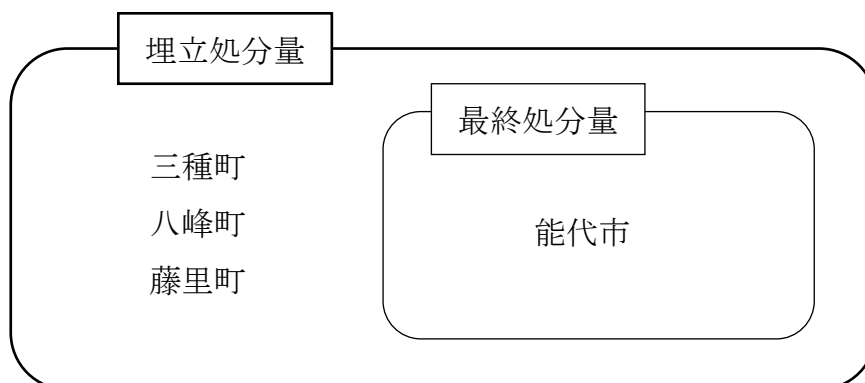 埋立処分量
最終処分量
三種町
八峰町
藤里町
能代市